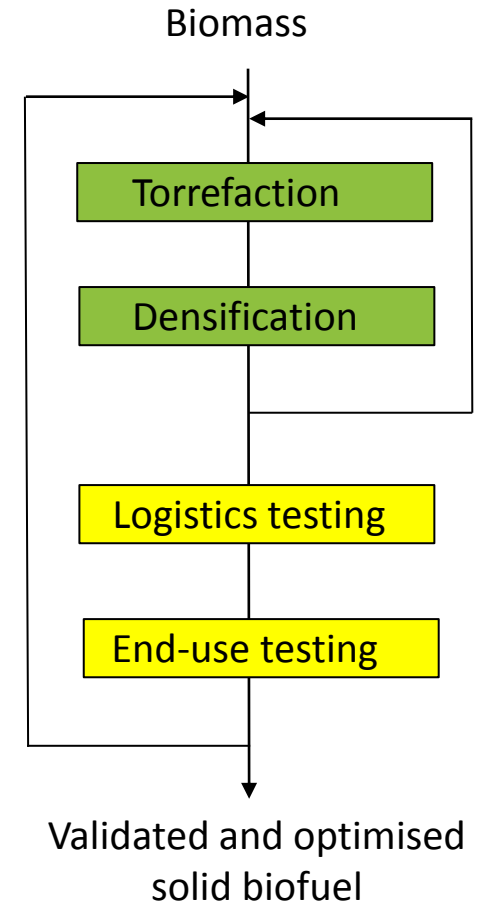 Biomass
Torrefaction
Densification
Logistics testing
End-use testing
Validated and optimised
solid biofuel